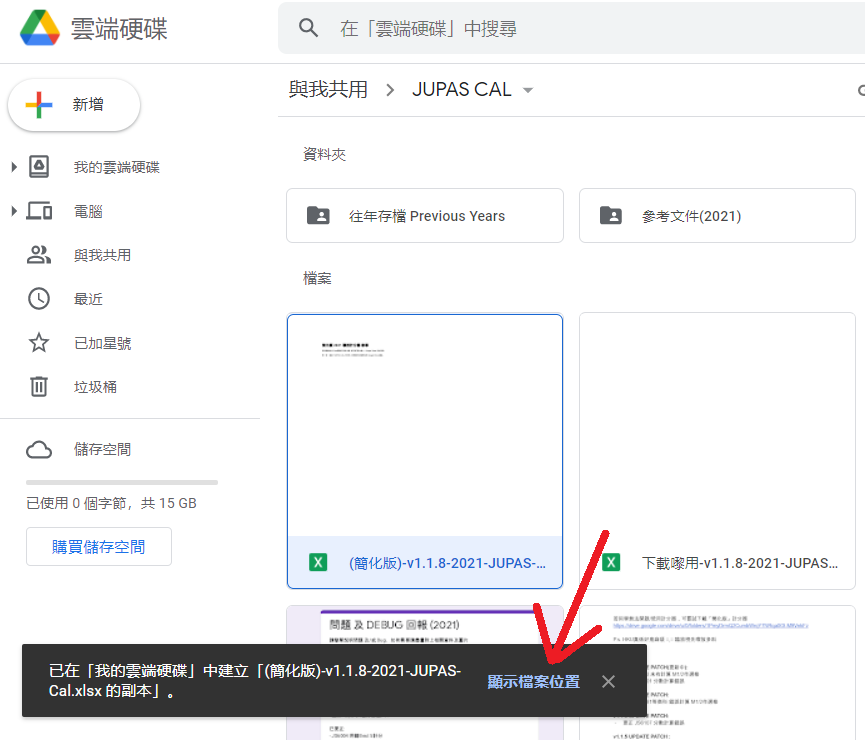 雲端硬碟
在「雲端硬碟」中搜尋
新增
與我共用
JUPAS CAL
我的雲端硬碟
電腦
與我共用
最近
已加星號
垃圾桶
儲存空間
已使用 0 個字節，共 15 GB
購買儲存空間
資料夾
往年存檔 Previous Years
參考文件(2021)
檔案
(簡化版)-v1.1.8-2021-JUPAS-...
下載嚟用-v1.1.8-2021-JUPAS...
問題 及 DEBUG 回報 (2021)
已在「我的雲端硬碟」中建立「(簡化版)-v1.1.8-2021-JUPAS-
Cal.xlsx 的副本」。
顯示檔案位置